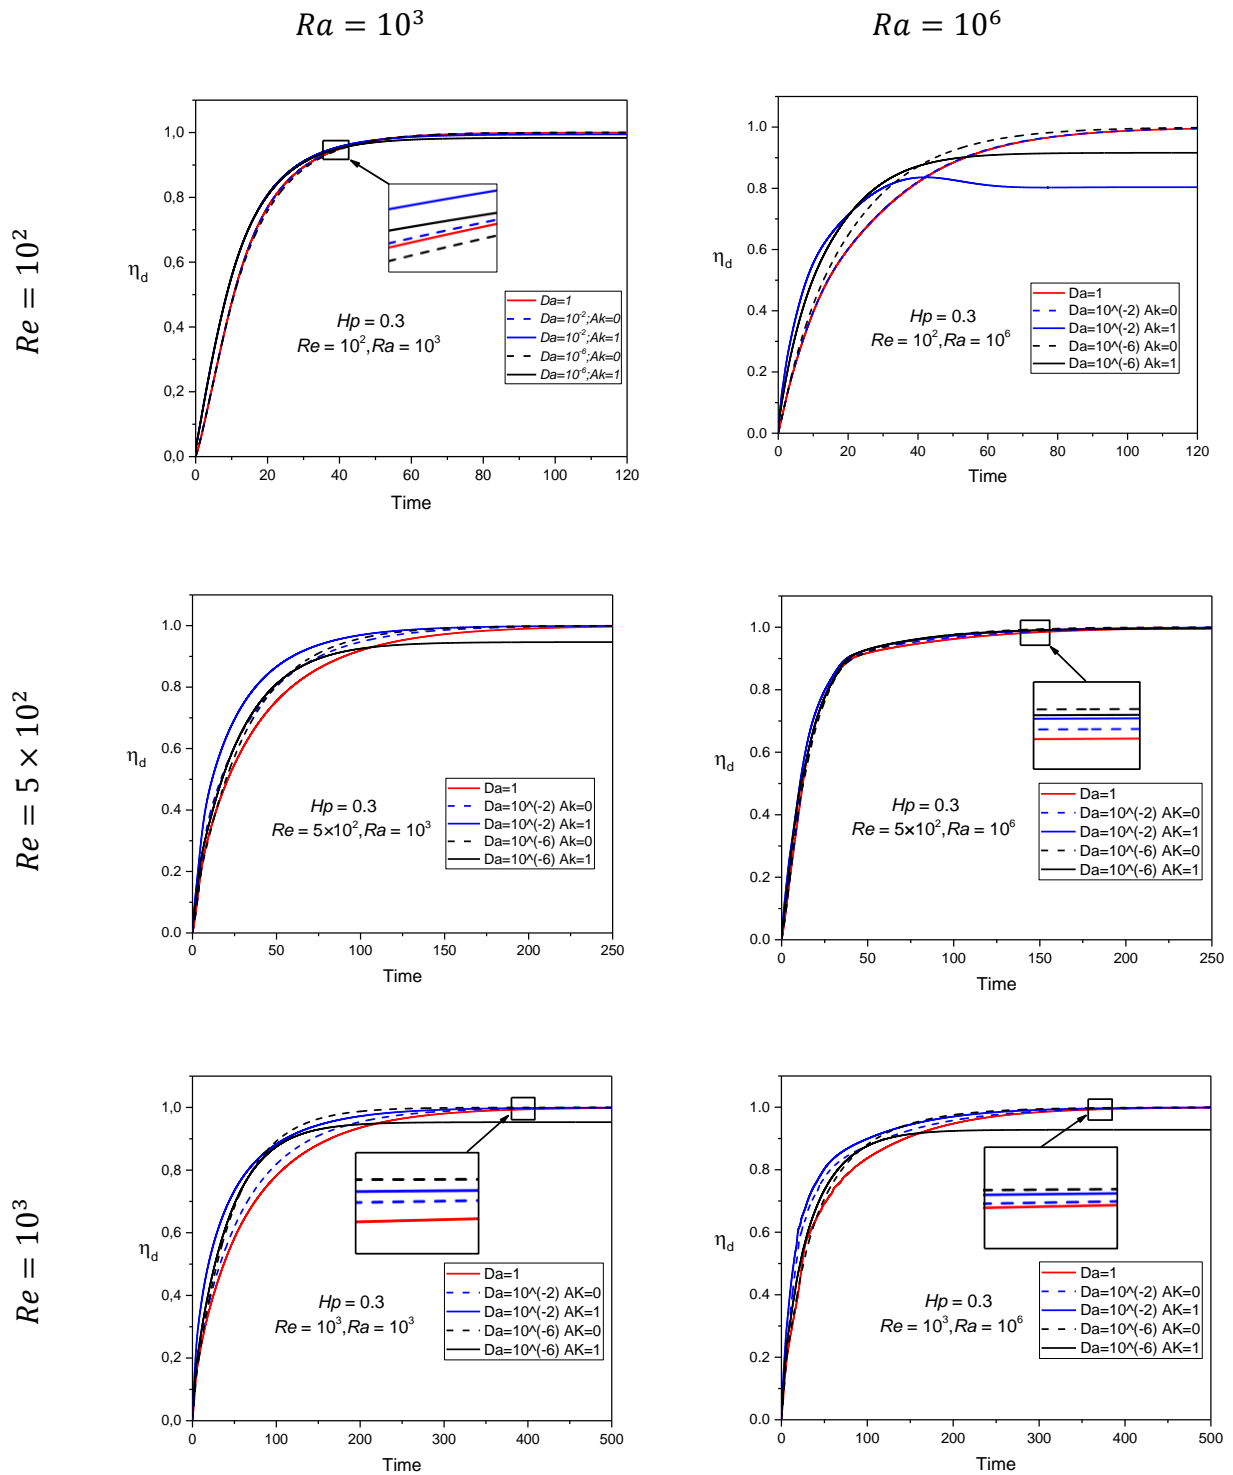 Ra = 10³
Ra = 10⁶
Re = 10²
1,0
0,8
0,6
η_d
0,4
0,2
0,0
0 20 40 60 80 100 120
Time
Hp = 0.3
Re = 10², Ra = 10³
Da=1
Da=10⁻²;Ak=0
Da=10⁻²;Ak=1
Da=10⁻⁶;Ak=0
Da=10⁻⁶;Ak=1
1.0
0.8
0.6
η_d
0.4
0.2
0.0
0 20 40 60 80 100 120
Time
Hp = 0.3
Re = 10², Ra = 10⁶
Da=1
Da=10^(-2) Ak=0
Da=10^(-2) Ak=1
Da=10^(-6) Ak=0
Da=10^(-6) Ak=1
Re = 5 × 10²
1.0
0.8
0.6
η_d
0.4
0.2
0.0
0 50 100 150 200 250
Time
Hp = 0.3
Re = 5×10², Ra = 10³
Da=1
Da=10^(-2) Ak=0
Da=10^(-2) Ak=1
Da=10^(-6) Ak=0
Da=10^(-6) Ak=1
1.0
0.8
0.6
η_d
0.4
0.2
0.0
0 50 100 150 200 250
Time
Hp = 0.3
Re = 5×10², Ra = 10⁶
Da=1
Da=10^(-2) AK=0
Da=10^(-2) AK=1
Da=10^(-6) AK=0
Da=10^(-6) AK=1
Re = 10³
1,0
0,8
0,6
η_d
0,4
0,2
0,0
0 100 200 300 400 500
Time
Hp = 0.3
Re = 10³, Ra = 10³
Da=1
Da=10^(-2) AK=0
Da=10^(-2) AK=1
Da=10^(-6) AK=0
Da=10^(-6) AK=1
1.0
0.8
0.6
η_d
0.4
0.2
0.0
0 100 200 300 400 500
Time
Hp = 0.3
Re = 10³, Ra = 10⁶
Da=1
Da=10^(-2) AK=0
Da=10^(-2) AK=1
Da=10^(-6) AK=0
Da=10^(-6) AK=1